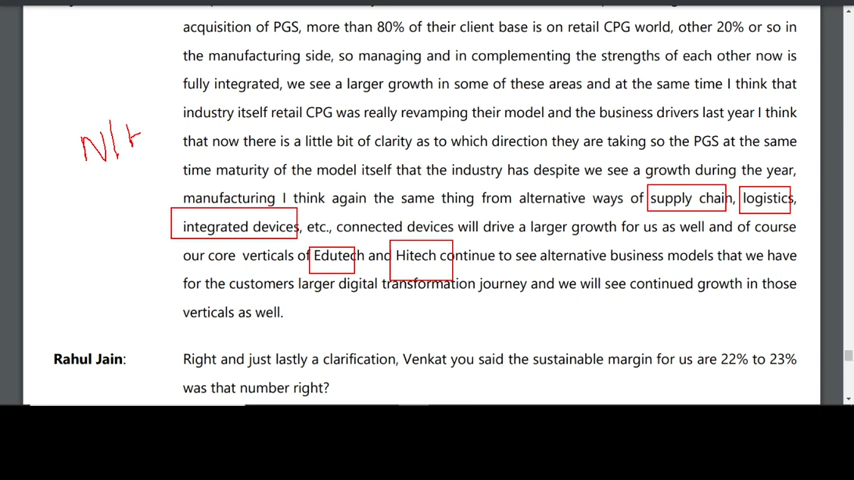 acquisition of PGS, more than 80% of their client base is on retail CPG world, other 20% or so in
the manufacturing side, so managing and in complementing the strengths of each other now is
fully integrated, we see a larger growth in some of these areas and at the same time I think that
industry itself retail CPG was really revamping their model and the business drivers last year I think
that now there is a little bit of clarity as to which direction they are taking so the PGS at the same
time maturity of the model itself that the industry has despite we see a growth during the year,
manufacturing I think again the same thing from alternative ways of supply chain, logistics,
integrated devices, etc., connected devices will drive a larger growth for us as well and of course
our core verticals of Edutech and Hitech continue to see alternative business models that we have
for the customers larger digital transformation journey and we will see continued growth in those
verticals as well.
Rahul Jain: Right and just lastly a clarification, Venkat you said the sustainable margin for us are 22% to 23%
was that number right?